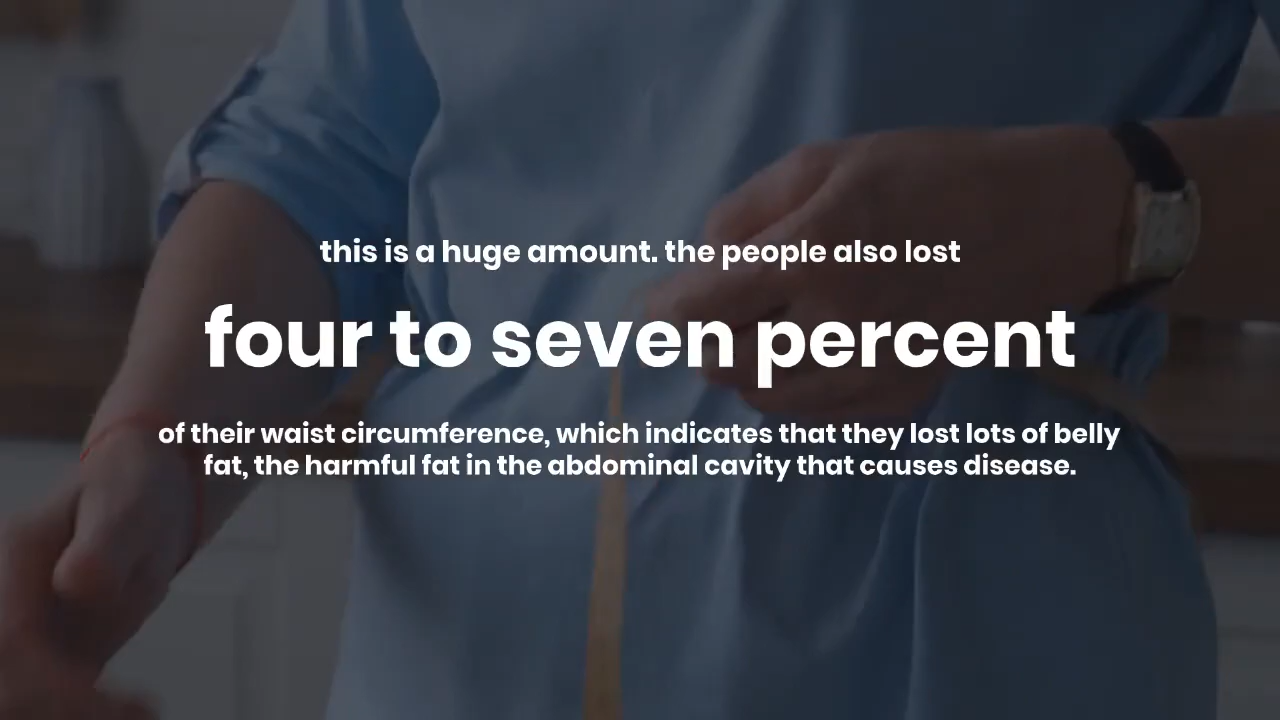 this is a huge amount. the people also lost
four to seven percent
of their waist circumference, which indicates that they lost lots of belly
fat, the harmful fat in the abdominal cavity that causes disease.